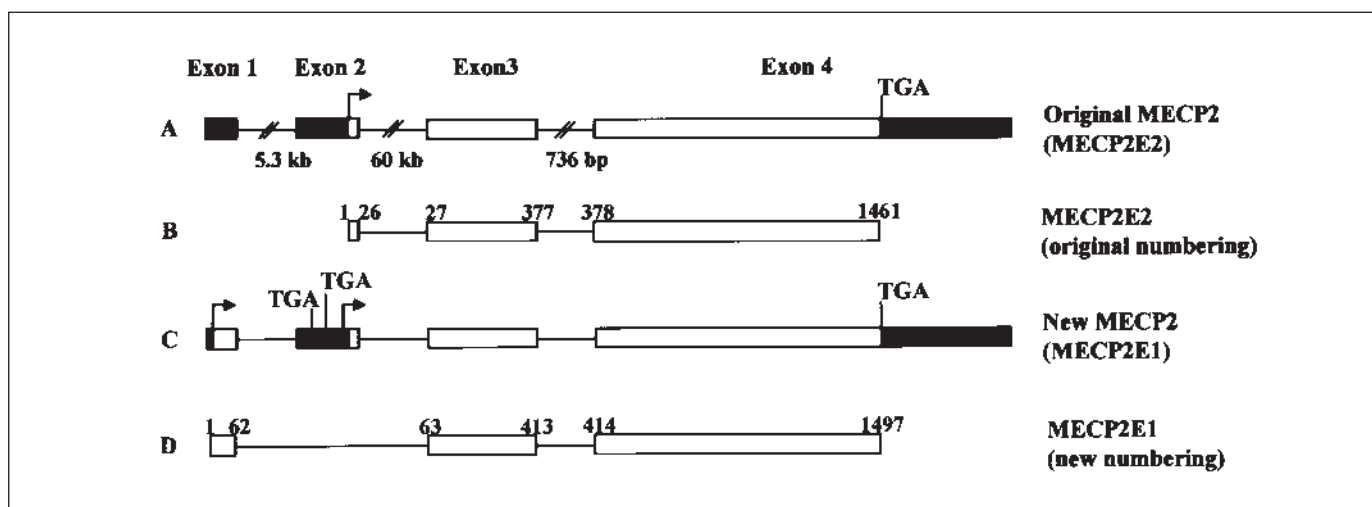 Exon 1 Exon 2 Exon3 Exon 4
TGA
A
Original MECP2
(MECP2E2)
5.3 kb 60 kb 736 bp
1 26 27 377 378 1461
B
MECP2E2
(original numbering)
TGA TGA TGA
C
New MECP2
(MECP2E1)
1 62 63 413 414 1497
D
MECP2E1
(new numbering)